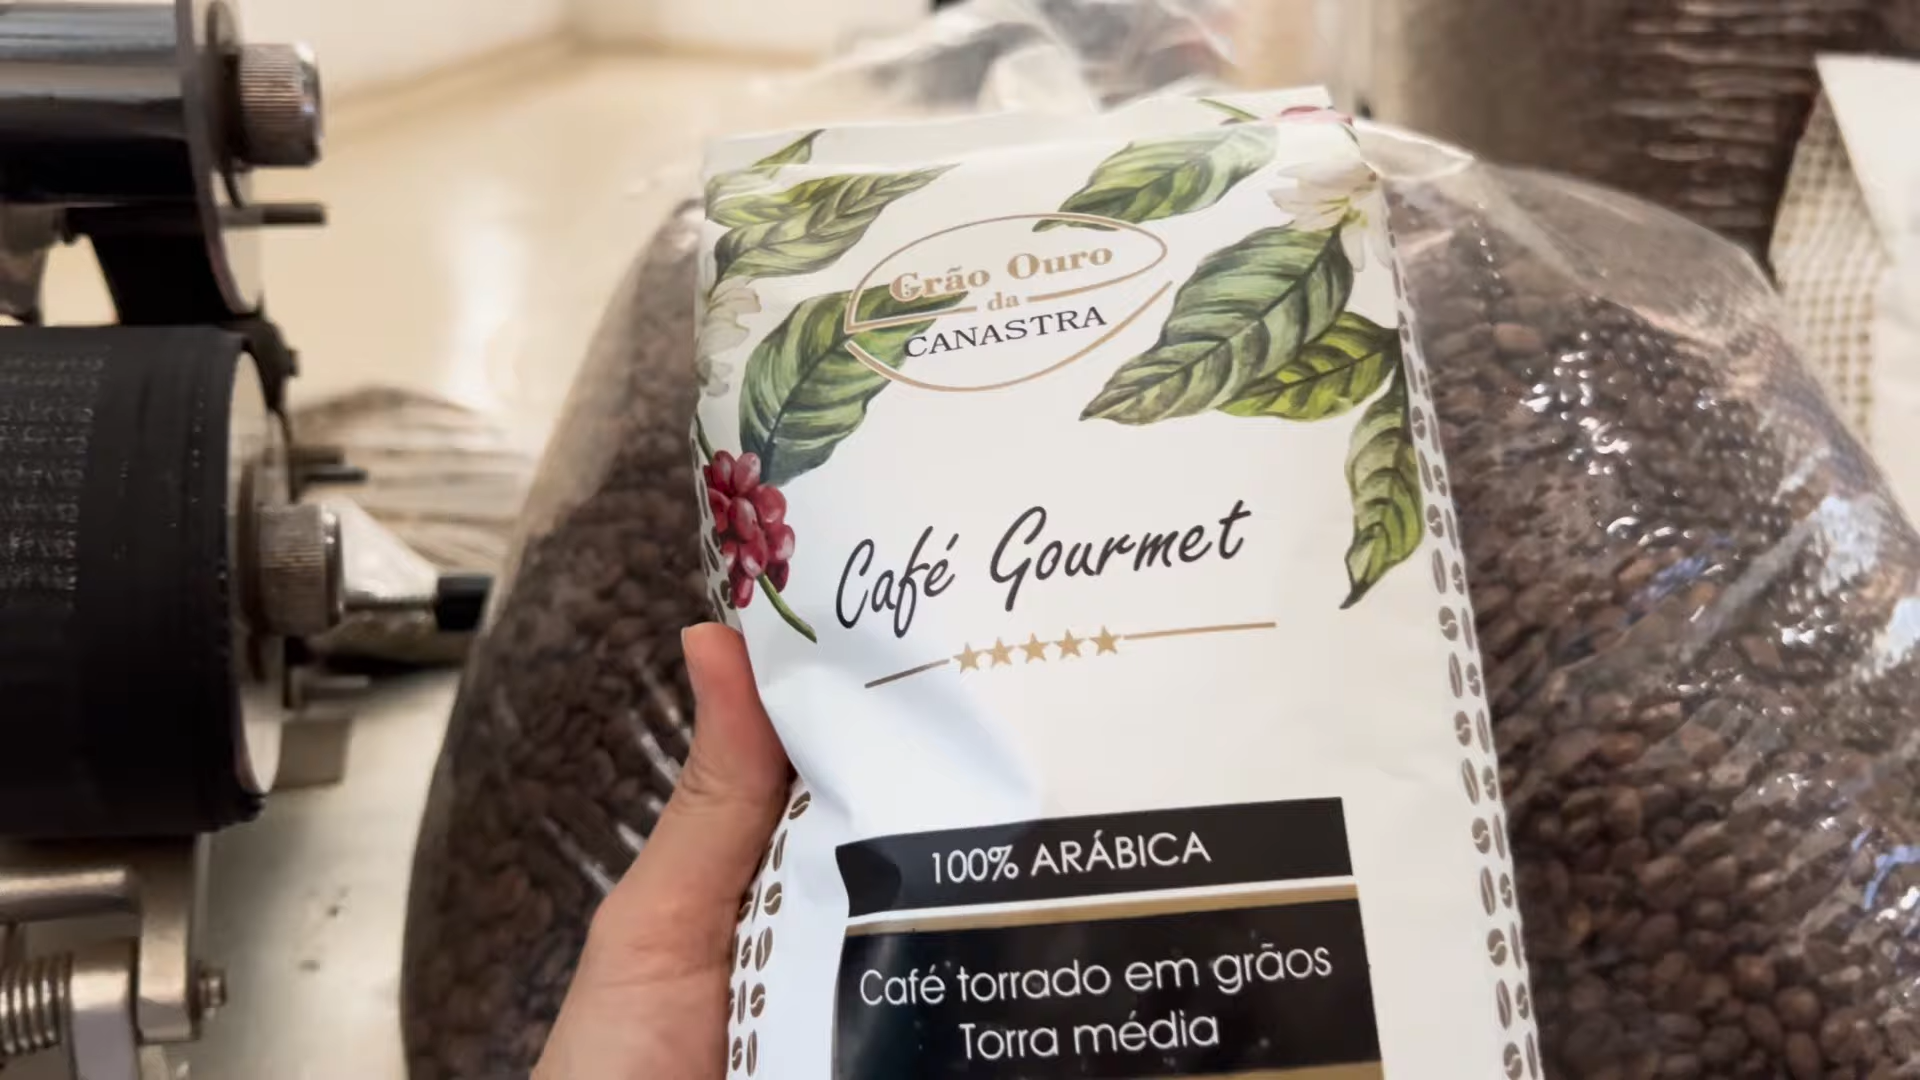 Grão Ouro
da
CANASTRA
Café Gourmet
100% ARÁBICA
Café torrado em grãos
Torra média